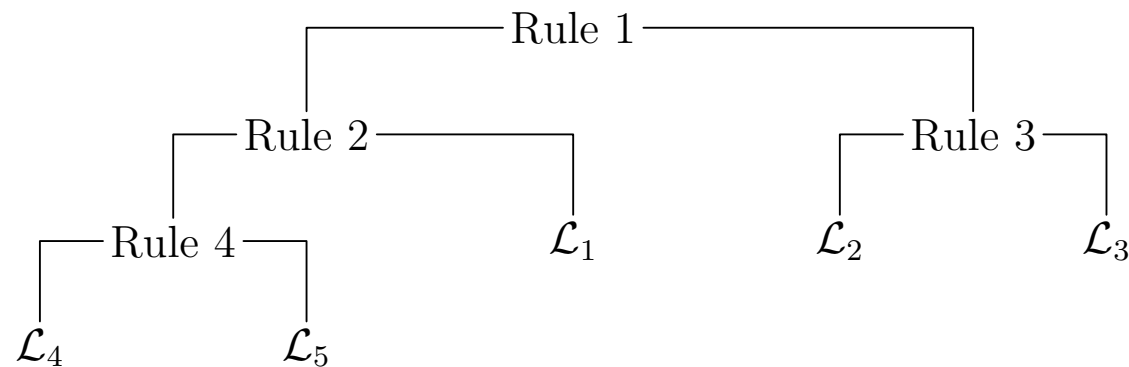 Rule 1
Rule 2 Rule 3
Rule 4 ℒ₁ ℒ₂ ℒ₃
ℒ₄ ℒ₅